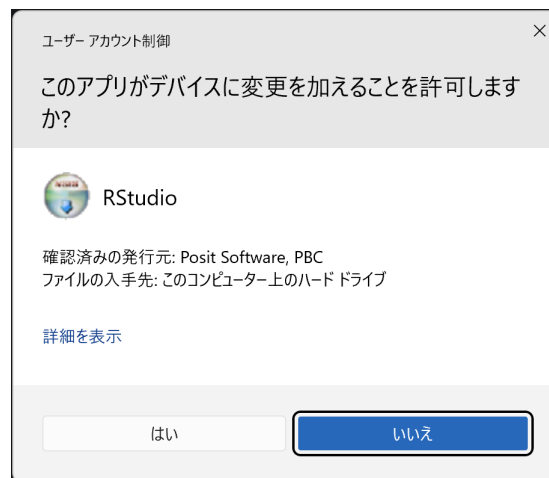 ユーザー アカウント制御
このアプリがデバイスに変更を加えることを許可します
か?
RStudio
確認済みの発行元: Posit Software, PBC
ファイルの入手先: このコンピューター上のハード ドライブ
詳細を表示
はい
いいえ